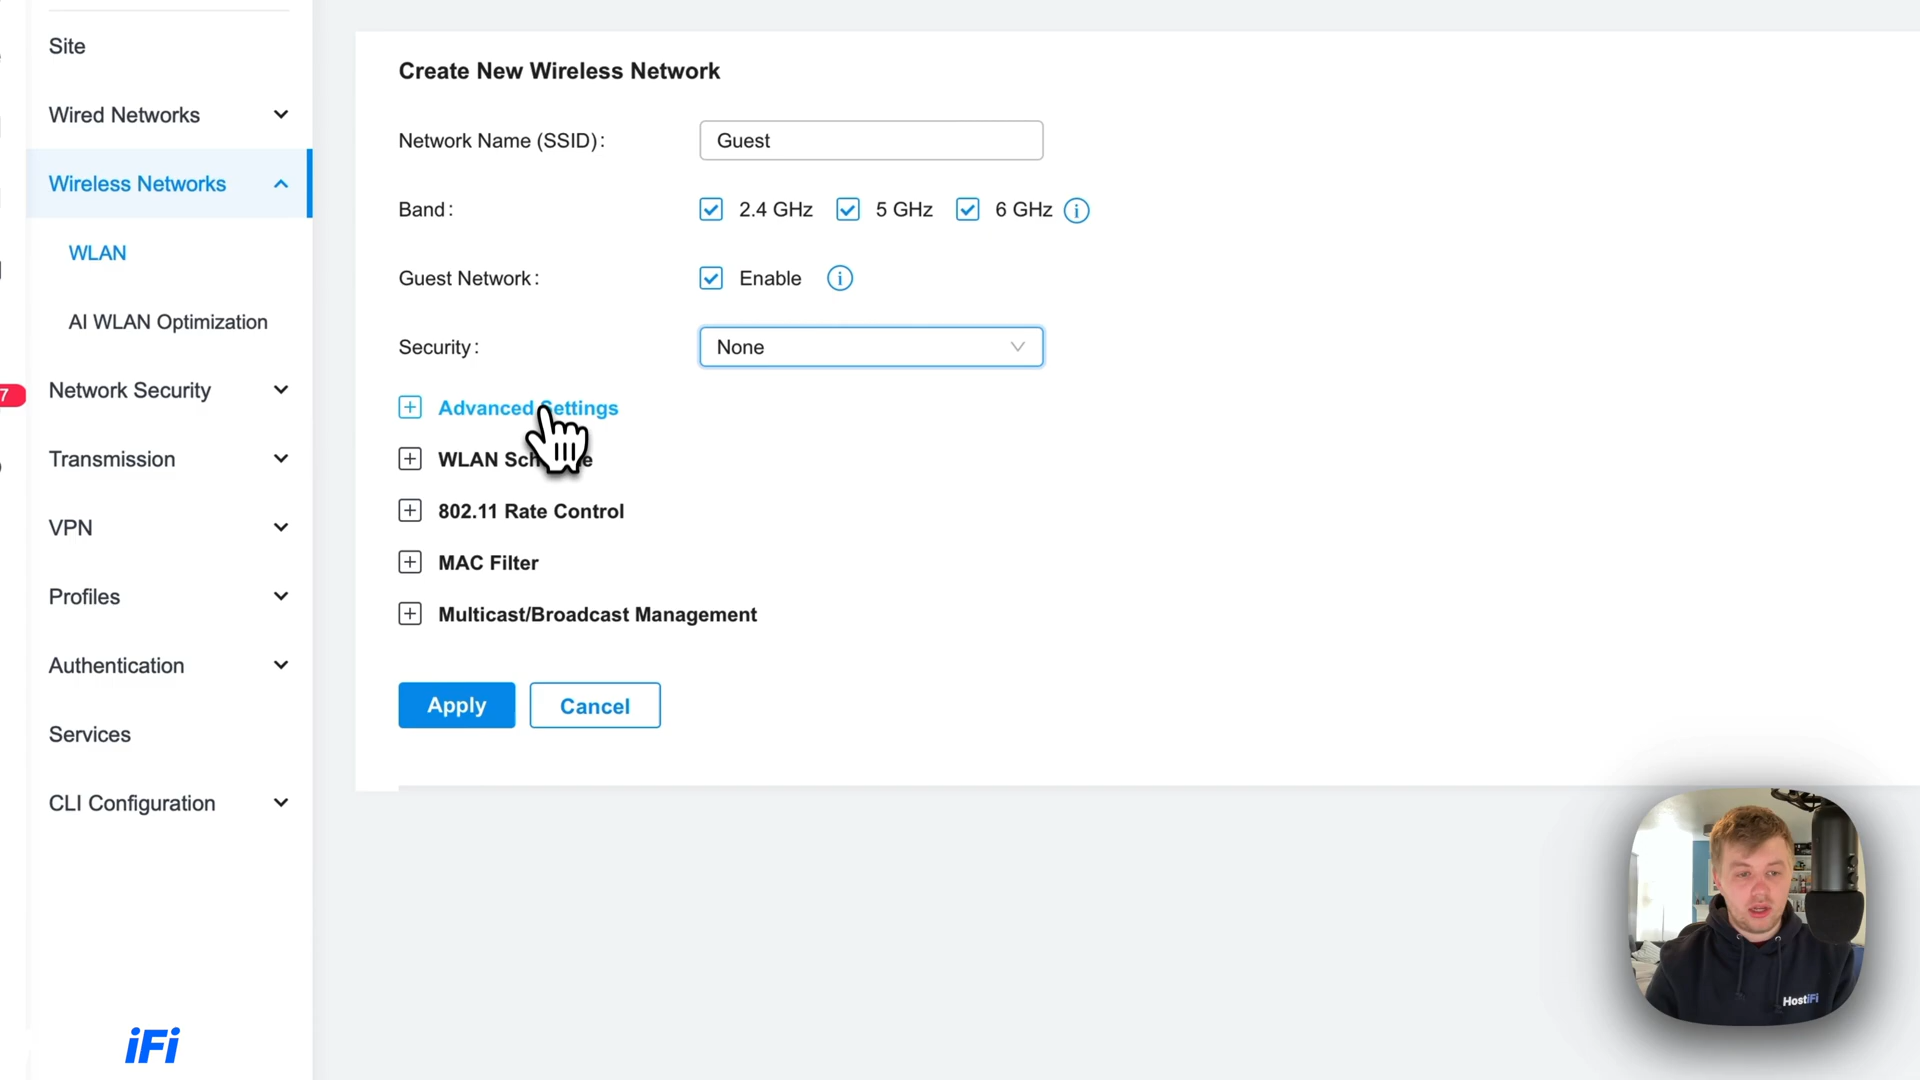 Site
Wired Networks
Wireless Networks
WLAN
AI WLAN Optimization
7
Network Security
Transmission
VPN
Profiles
Authentication
Services
CLI Configuration
iFi
Create New Wireless Network
Network Name (SSID): Guest
Band: 2.4 GHz 5 GHz 6 GHz
Guest Network: Enable
Security: None
Advanced Settings
WLAN Schedule
802.11 Rate Control
MAC Filter
Multicast/Broadcast Management
Apply Cancel
HostiFi